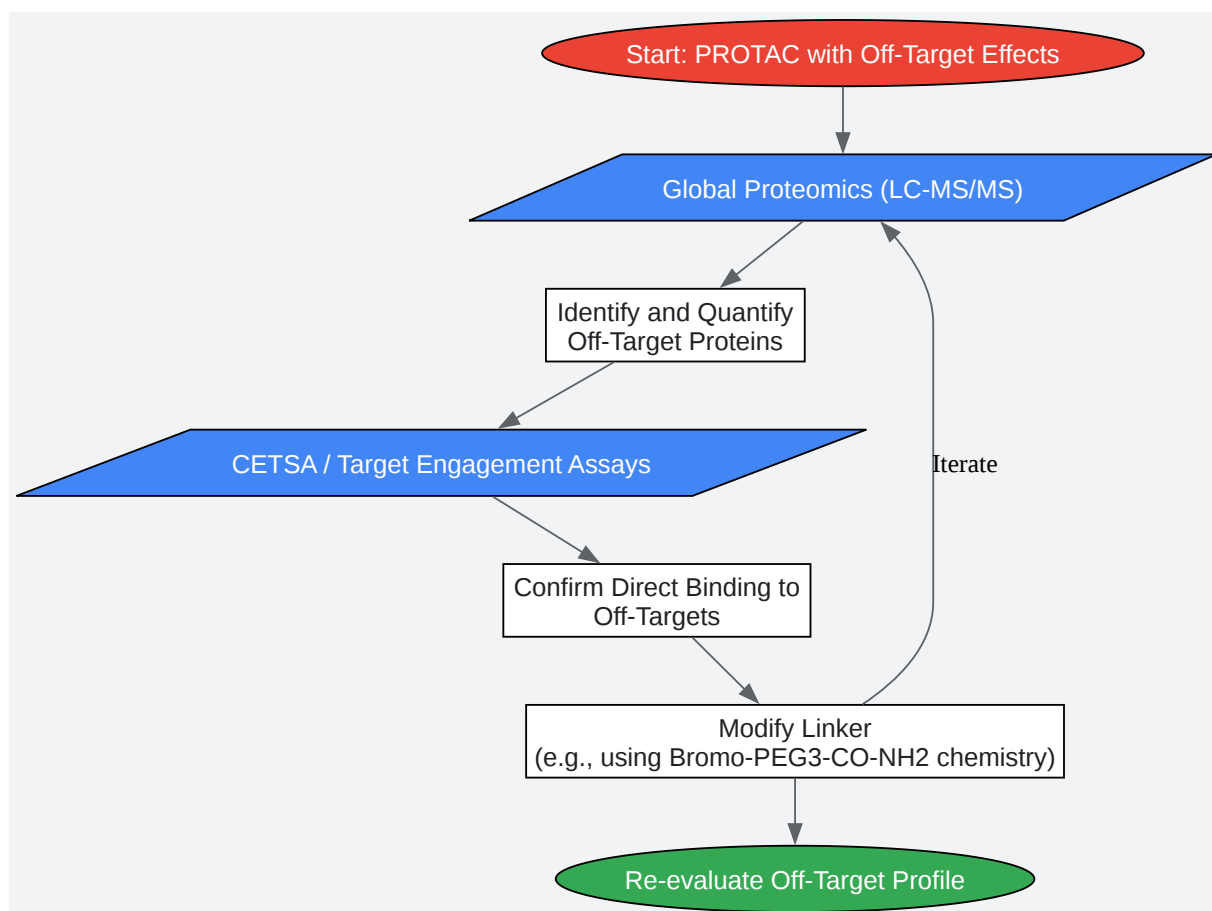 Start: PROTAC with Off-Target Effects
Global Proteomics (LC-MS/MS)
Identify and Quantify
Off-Target Proteins
CETSA / Target Engagement Assays
Iterate
Confirm Direct Binding to
Off-Targets
Modify Linker
(e.g., using Bromo-PEG3-CO-NH2 chemistry)
Re-evaluate Off-Target Profile